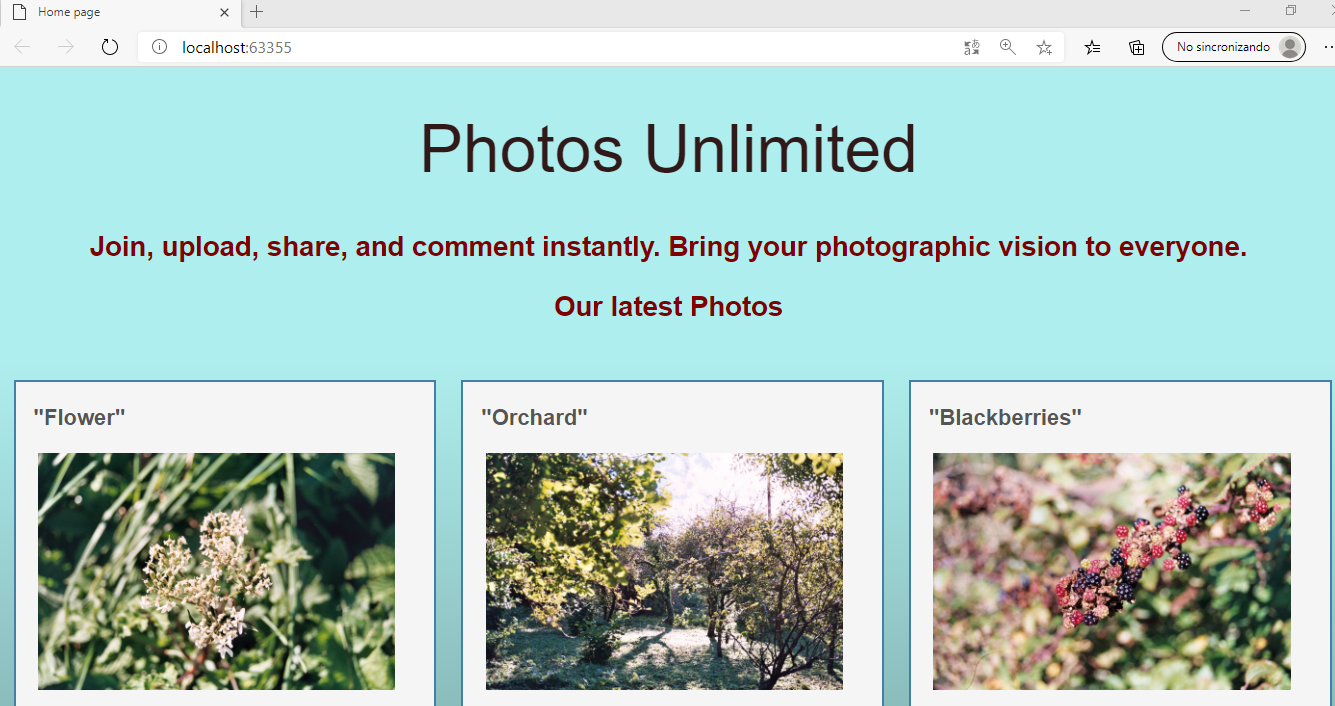 Home page
localhost:63355
No sincronizando
Photos Unlimited
Join, upload, share, and comment instantly. Bring your photographic vision to everyone.
Our latest Photos
"Flower"
"Orchard"
"Blackberries"